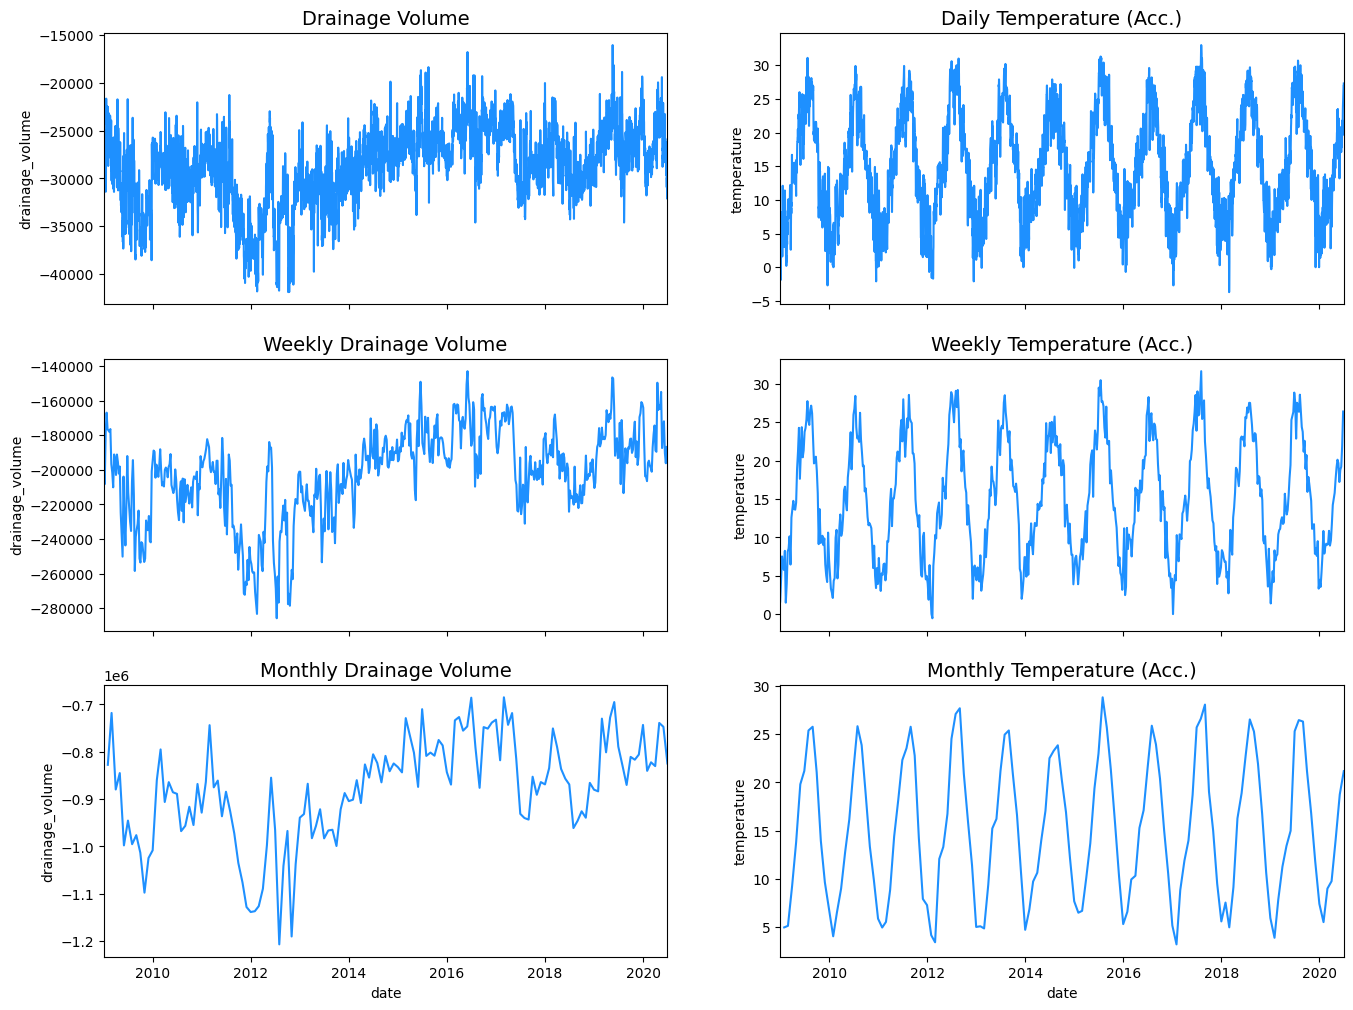 Drainage Volume
drainage_volume
−15000
−20000
−25000
−30000
−35000
−40000
Daily Temperature (Acc.)
temperature
30
25
20
15
10
5
0
−5
Weekly Drainage Volume
drainage_volume
−140000
−160000
−180000
−200000
−220000
−240000
−260000
−280000
Weekly Temperature (Acc.)
temperature
30
25
20
15
10
5
0
Monthly Drainage Volume
1e6
drainage_volume
−0.7
−0.8
−0.9
−1.0
−1.1
−1.2
2010 2012 2014 2016 2018 2020
date
Monthly Temperature (Acc.)
temperature
30
25
20
15
10
5
2010 2012 2014 2016 2018 2020
date